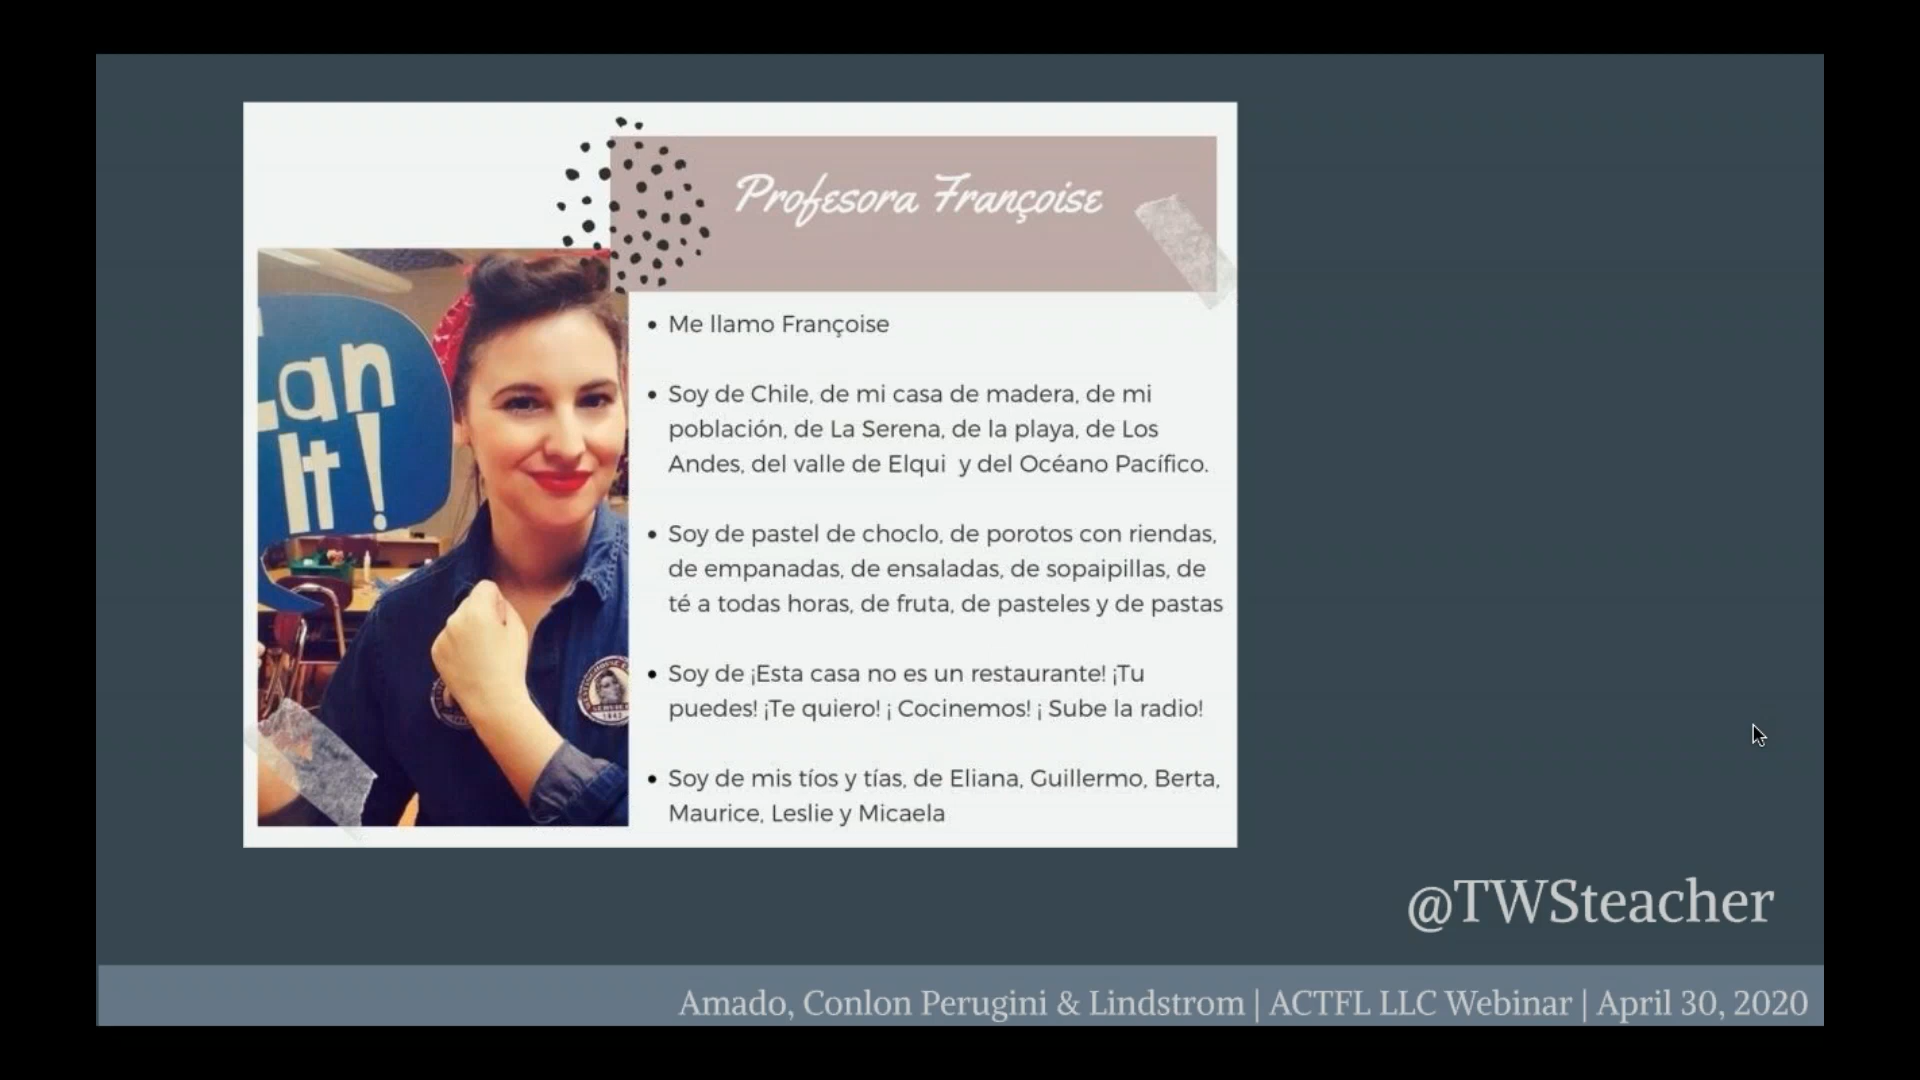 Profesora Françoise
an
It!
1842
• Me llamo Françoise
• Soy de Chile, de mi casa de madera, de mi
población, de La Serena, de la playa, de Los
Andes, del valle de Elqui y del Océano Pacífico.
• Soy de pastel de choclo, de porotos con riendas,
de empanadas, de ensaladas, de sopaipillas, de
té a todas horas, de fruta, de pasteles y de pastas
• Soy de ¡Esta casa no es un restaurante! ¡Tu
puedes! ¡Te quiero! ¡ Cocinemos! ¡ Sube la radio!
• Soy de mis tíos y tías, de Eliana, Guillermo, Berta,
Maurice, Leslie y Micaela
@TWSteacher
Amado, Conlon Perugini & Lindstrom | ACTFL LLC Webinar | April 30, 2020